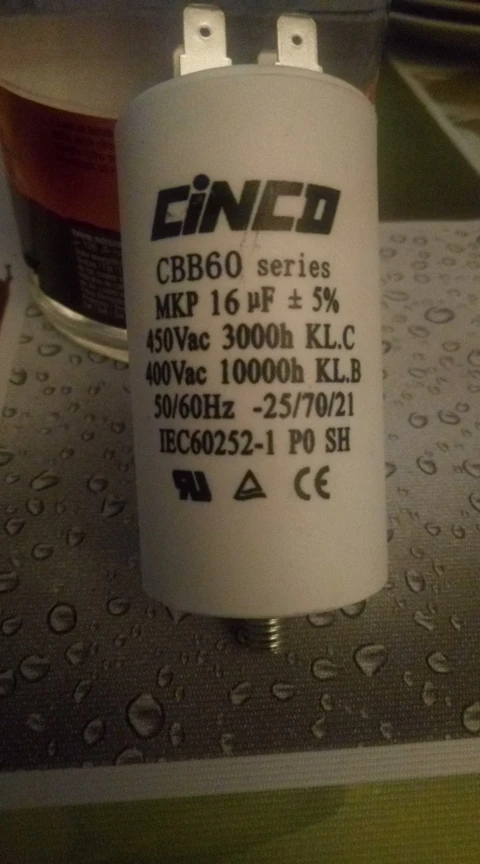 CiNCO
CBB60 series
MKP 16 µF ± 5%
450Vac 3000h KL.C
400Vac 10000h KL.B
50/60Hz -25/70/21
IEC60252-1 P0 SH
CE